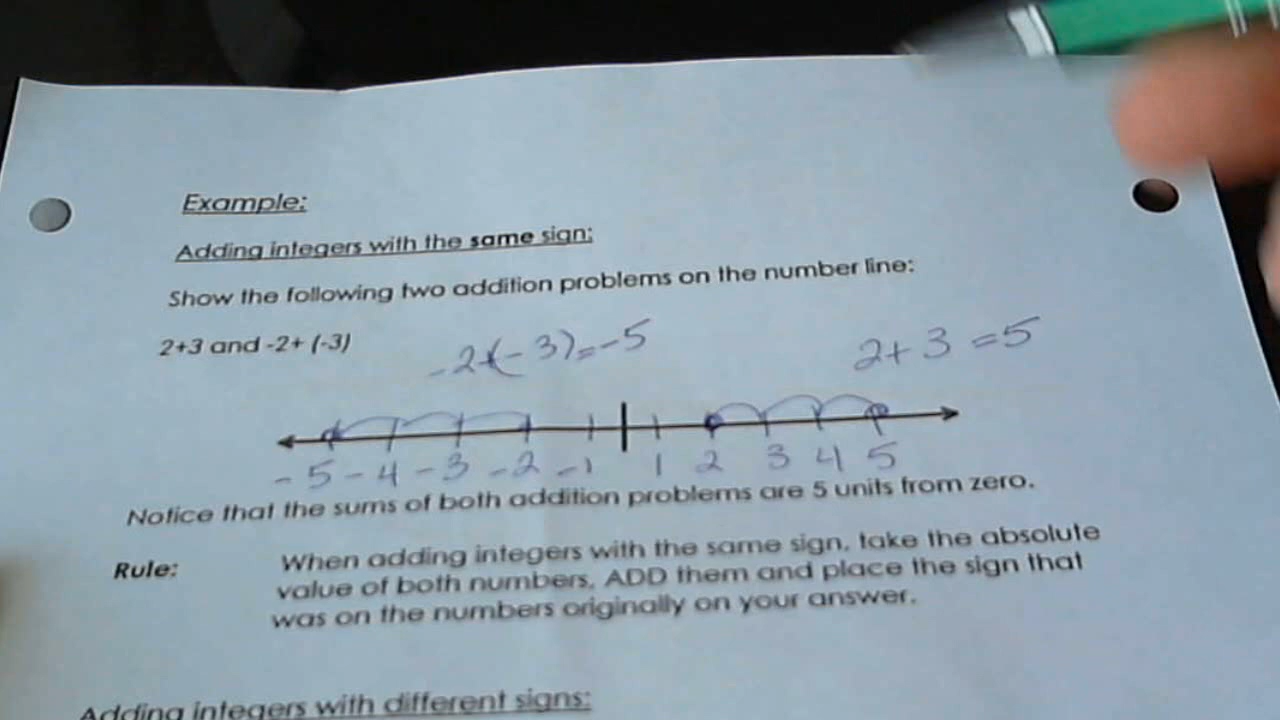 Example:
Adding integers with the same sign:
Show the following two addition problems on the number line:
2+3 and -2+ (-3)
-2+(-3)=-5
2+3=5
-5 -4 -3 -2 -1 1 2 3 4 5
Notice that the sums of both addition problems are 5 units from zero.
Rule: When adding integers with the same sign, take the absolute
value of both numbers, ADD them and place the sign that
was on the numbers originally on your answer.
Adding integers with different signs: